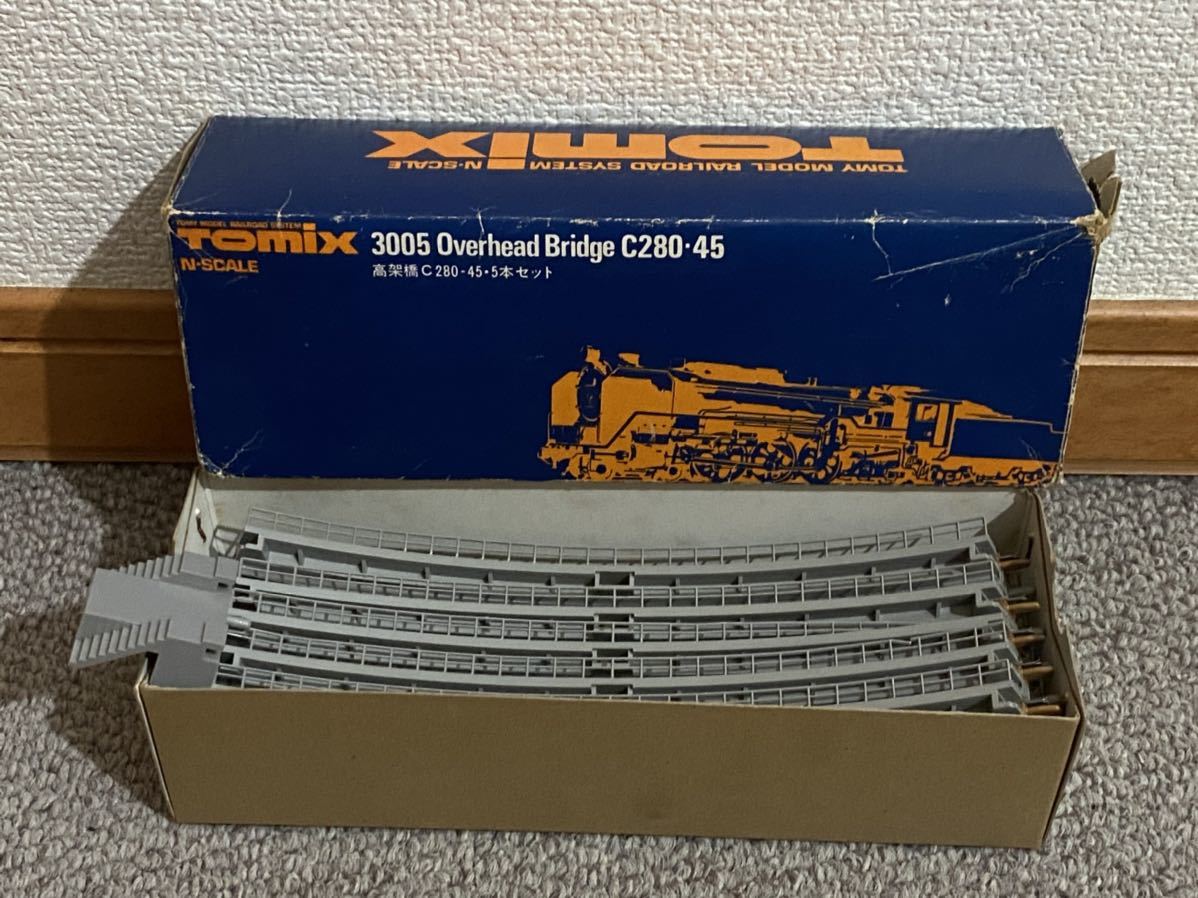 TOMIX
TOMY MODEL RAILROAD SYSTEM N-SCALE
TOMY MODEL RAILROAD SYSTEM
TOMIX
N-SCALE
3005 Overhead Bridge C280·45
高架橋C280-45・5本セット